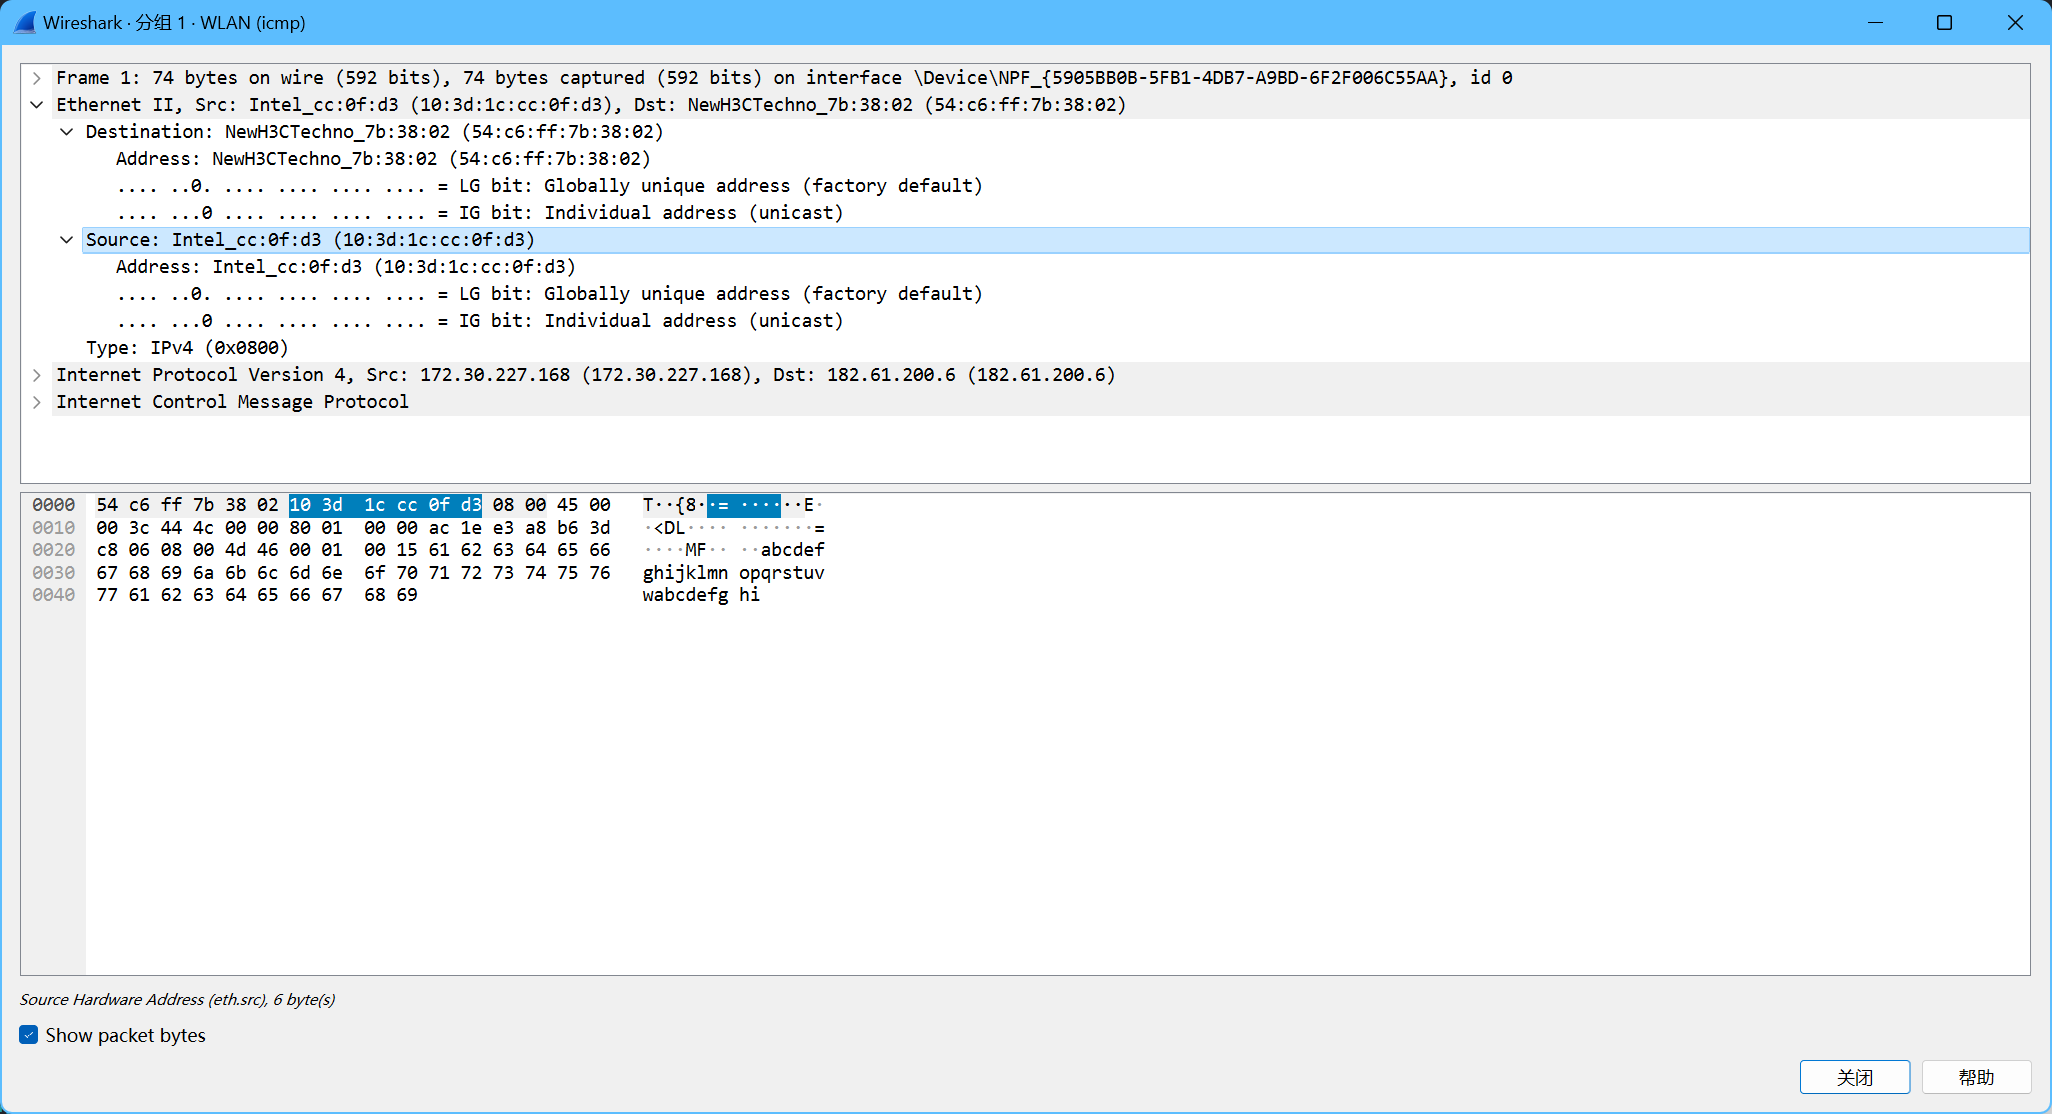 Wireshark · 分组 1 · WLAN (icmp)
Frame 1: 74 bytes on wire (592 bits), 74 bytes captured (592 bits) on interface \Device\NPF_{5905BB0B-5FB1-4DB7-A9BD-6F2F006C55AA}, id 0
Ethernet II, Src: Intel_cc:0f:d3 (10:3d:1c:cc:0f:d3), Dst: NewH3CTechno_7b:38:02 (54:c6:ff:7b:38:02)
Destination: NewH3CTechno_7b:38:02 (54:c6:ff:7b:38:02)
Address: NewH3CTechno_7b:38:02 (54:c6:ff:7b:38:02)
.... ..0. .... .... .... .... = LG bit: Globally unique address (factory default)
.... ...0 .... .... .... .... = IG bit: Individual address (unicast)
Source: Intel_cc:0f:d3 (10:3d:1c:cc:0f:d3)
Address: Intel_cc:0f:d3 (10:3d:1c:cc:0f:d3)
.... ..0. .... .... .... .... = LG bit: Globally unique address (factory default)
.... ...0 .... .... .... .... = IG bit: Individual address (unicast)
Type: IPv4 (0x0800)
Internet Protocol Version 4, Src: 172.30.227.168 (172.30.227.168), Dst: 182.61.200.6 (182.61.200.6)
Internet Control Message Protocol
0000 54 c6 ff 7b 38 02 10 3d 1c cc 0f d3 08 00 45 00 T··{8··= ······E·
0010 00 3c 44 4c 00 00 80 01 00 00 ac 1e e3 a8 b6 3d ·<DL···· ·······=
0020 c8 06 08 00 4d 46 00 01 00 15 61 62 63 64 65 66 ····MF·· ··abcdef
0030 67 68 69 6a 6b 6c 6d 6e 6f 70 71 72 73 74 75 76 ghijklmn opqrstuv
0040 77 61 62 63 64 65 66 67 68 69 wabcdefg hi
Source Hardware Address (eth.src), 6 byte(s)
Show packet bytes
关闭 帮助